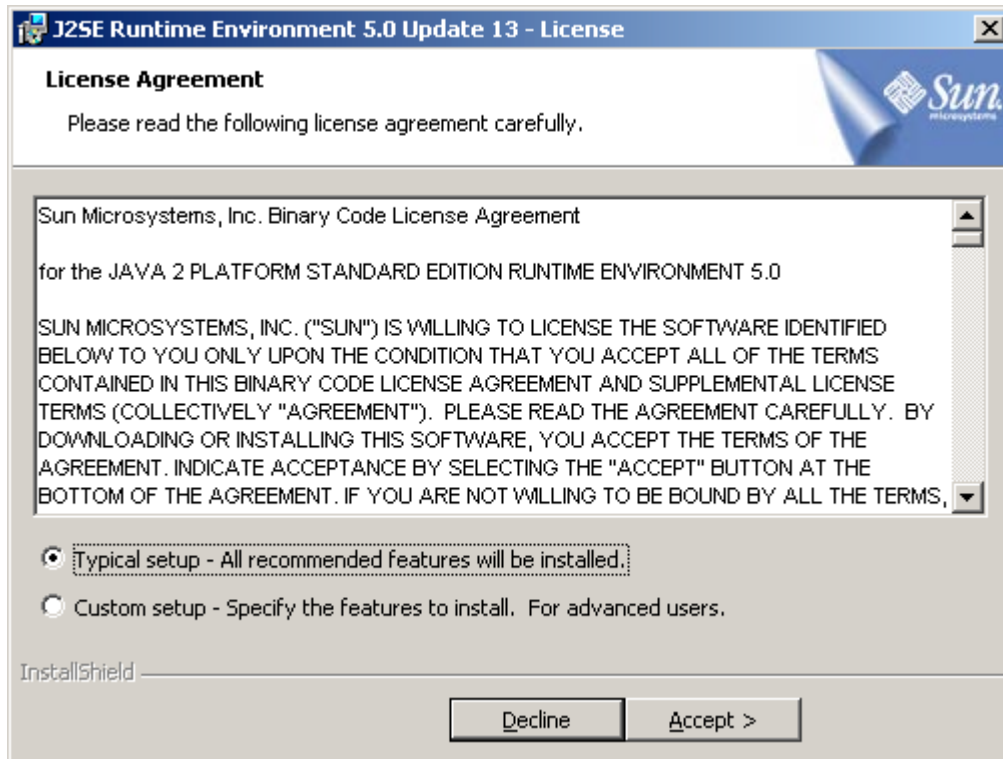 J2SE Runtime Environment 5.0 Update 13 - License
License Agreement
Please read the following license agreement carefully.
Sun
microsystems
Sun Microsystems, Inc. Binary Code License Agreement
for the JAVA 2 PLATFORM STANDARD EDITION RUNTIME ENVIRONMENT 5.0
SUN MICROSYSTEMS, INC. ("SUN") IS WILLING TO LICENSE THE SOFTWARE IDENTIFIED
BELOW TO YOU ONLY UPON THE CONDITION THAT YOU ACCEPT ALL OF THE TERMS
CONTAINED IN THIS BINARY CODE LICENSE AGREEMENT AND SUPPLEMENTAL LICENSE
TERMS (COLLECTIVELY "AGREEMENT").  PLEASE READ THE AGREEMENT CAREFULLY.  BY
DOWNLOADING OR INSTALLING THIS SOFTWARE, YOU ACCEPT THE TERMS OF THE
AGREEMENT. INDICATE ACCEPTANCE BY SELECTING THE "ACCEPT" BUTTON AT THE
BOTTOM OF THE AGREEMENT. IF YOU ARE NOT WILLING TO BE BOUND BY ALL THE TERMS,
Typical setup - All recommended features will be installed.
Custom setup - Specify the features to install.  For advanced users.
InstallShield
Decline
Accept >